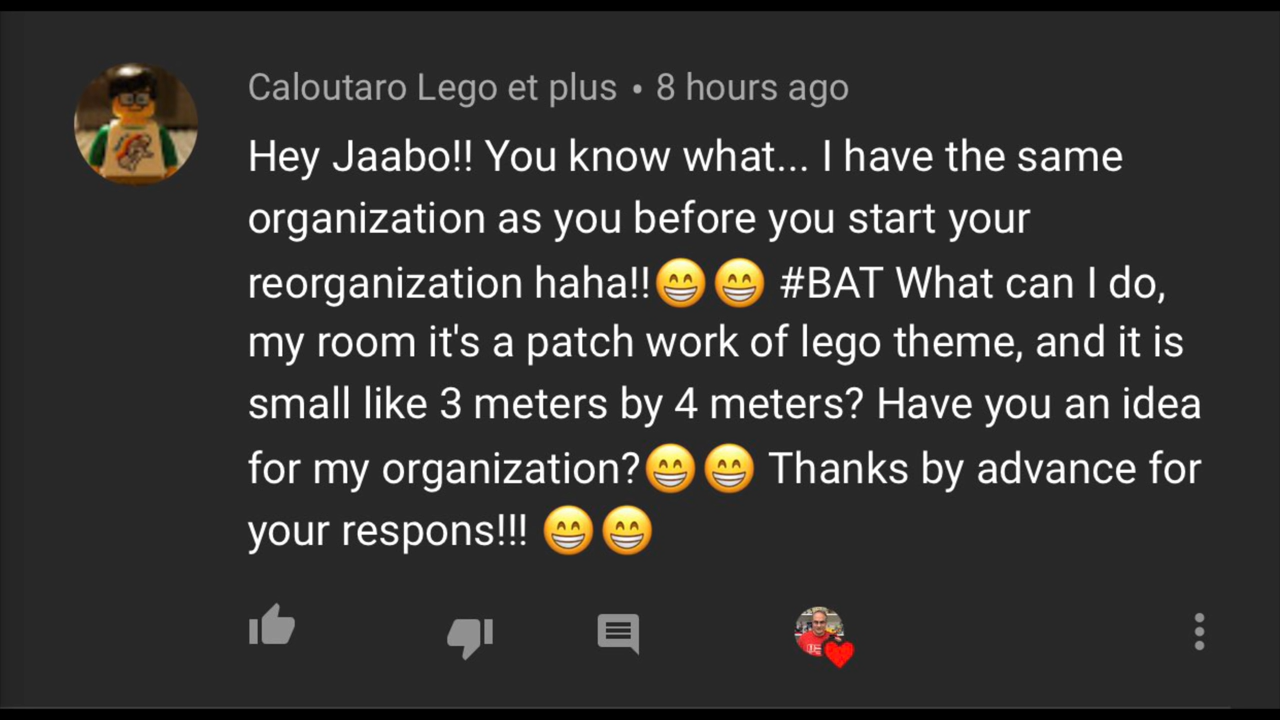 Caloutaro Lego et plus • 8 hours ago
Hey Jaabo!! You know what... I have the same
organization as you before you start your
reorganization haha!!😁😁 #BAT What can I do,
my room it's a patch work of lego theme, and it is
small like 3 meters by 4 meters? Have you an idea
for my organization?😁😁 Thanks by advance for
your respons!!! 😁😁